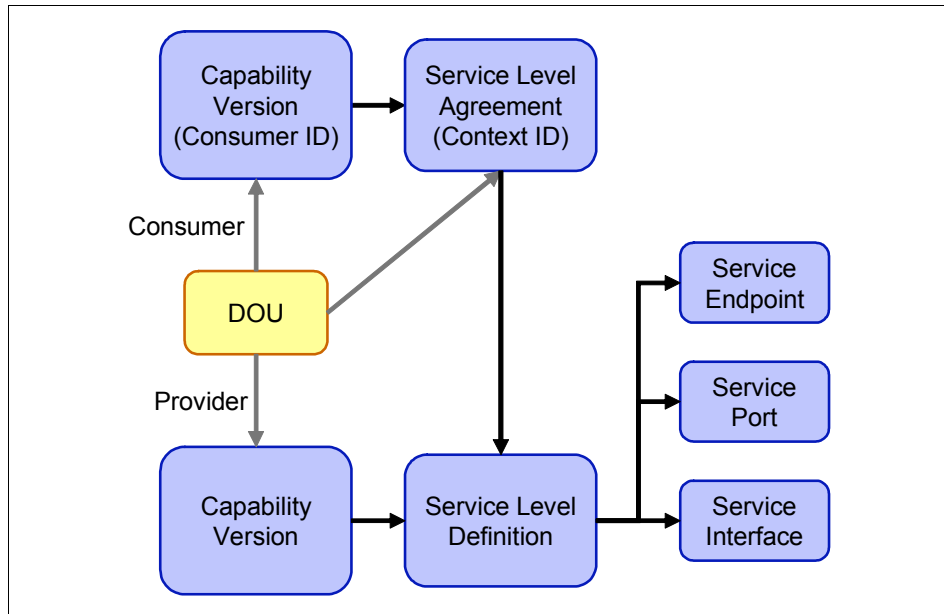 Capability
Version
(Consumer ID)
Service Level
Agreement
(Context ID)
Consumer
DOU
Provider
Service
Endpoint
Service
Port
Capability
Version
Service Level
Definition
Service
Interface